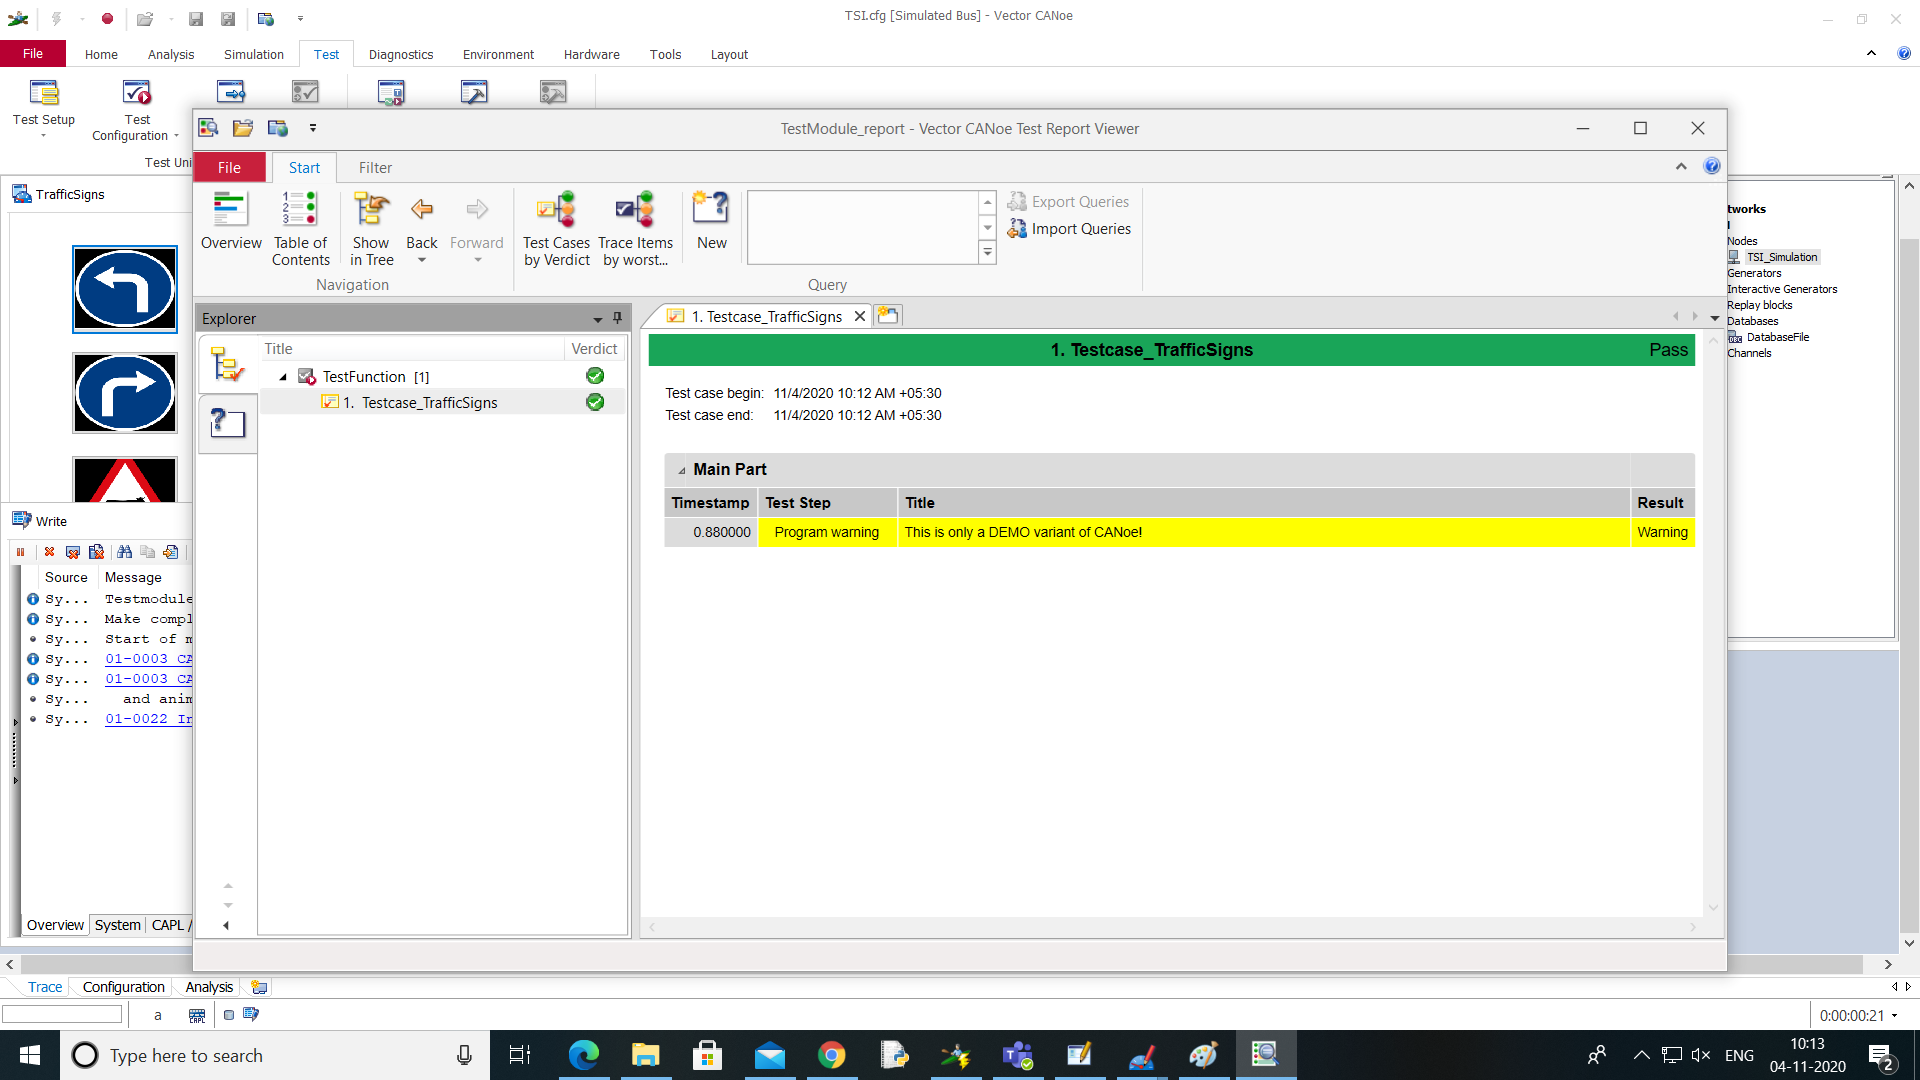 TSI.cfg [Simulated Bus] - Vector CANoe
File Home Analysis Simulation Test Diagnostics Environment Hardware Tools Layout
Test Setup
Test Configuration
Test Uni
TestModule_report - Vector CANoe Test Report Viewer
File Start Filter
Overview
Table of Contents
Show in Tree
Back
Forward
Navigation
Test Cases by Verdict
Trace Items by worst...
New
Export Queries
Import Queries
Query
TrafficSigns
Explorer
Title Verdict
TestFunction [1]
1. Testcase_TrafficSigns
1. Testcase_TrafficSigns
1. Testcase_TrafficSigns Pass
Test case begin: 11/4/2020 10:12 AM +05:30
Test case end: 11/4/2020 10:12 AM +05:30
Main Part
Timestamp Test Step Title Result
0.880000 Program warning This is only a DEMO variant of CANoe! Warning
tworks
Nodes
TSI_Simulation
Generators
Interactive Generators
Replay blocks
Databases
DatabaseFile
Channels
Write
Source Message
Sy... Testmodule
Sy... Make compl
Sy... Start of m
Sy... 01-0003 CA
Sy... 01-0003 CA
Sy... and anim
Sy... 01-0022 In
Overview System CAPL /
Trace Configuration Analysis
a
CAPL
0:00:00:21
Type here to search
ENG
10:13
04-11-2020
2